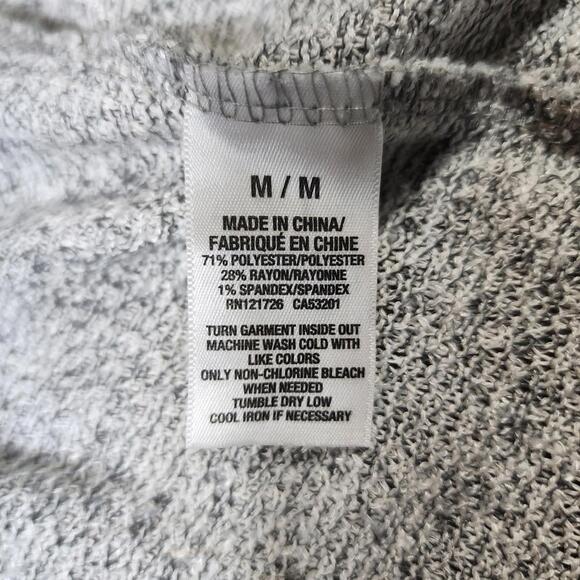 M / M
MADE IN CHINA/
FABRIQUÉ EN CHINE
71% POLYESTER/POLYESTER
28% RAYON/RAYONNE
1% SPANDEX/SPANDEX
RN121726 CA53201
TURN GARMENT INSIDE OUT
MACHINE WASH COLD WITH
LIKE COLORS
ONLY NON-CHLORINE BLEACH
WHEN NEEDED
TUMBLE DRY LOW
COOL IRON IF NECESSARY